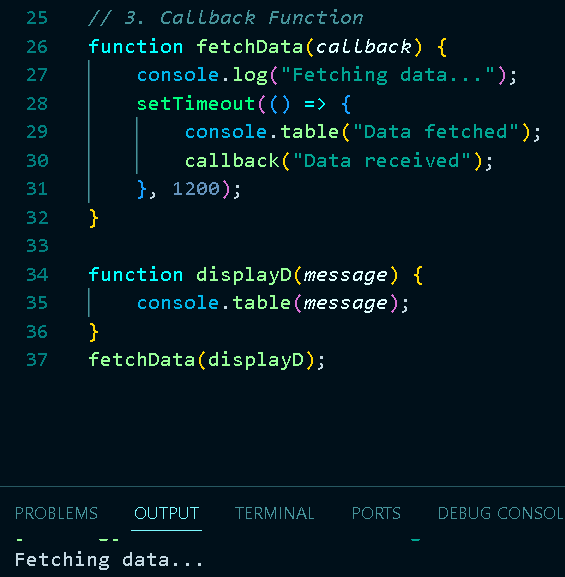 25 // 3. Callback Function
26 function fetchData(callback) {
27 console.log("Fetching data...");
28 setTimeout(() => {
29 console.table("Data fetched");
30 callback("Data received");
31 }, 1200);
32 }
33
34 function displayD(message) {
35 console.table(message);
36 }
37 fetchData(displayD);
PROBLEMS OUTPUT TERMINAL PORTS DEBUG CONSOL
Fetching data...